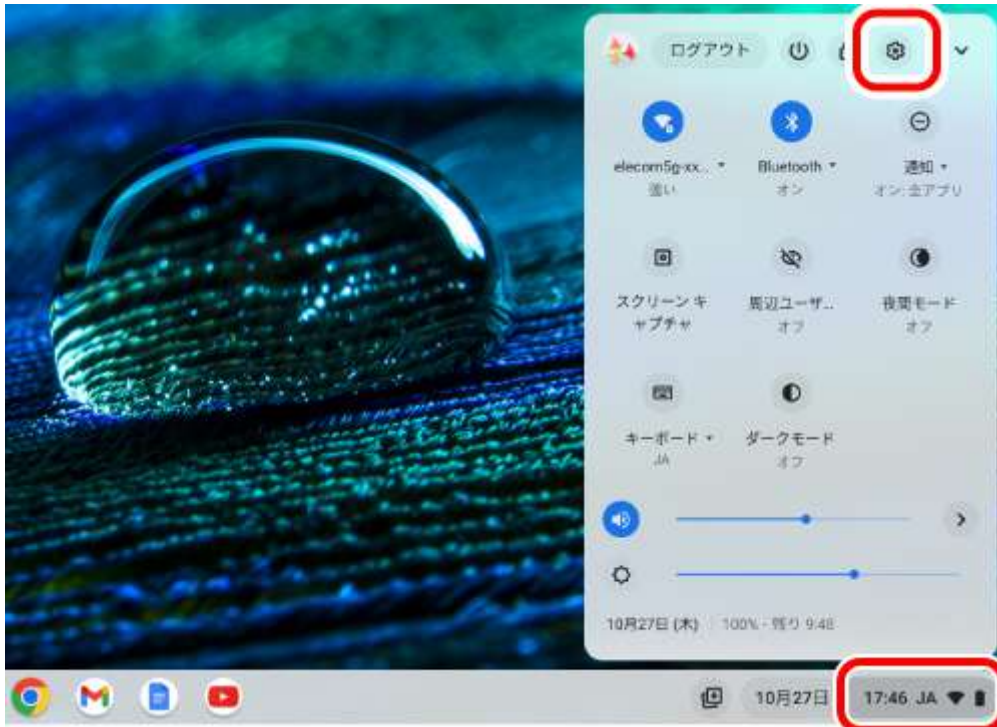 ログアウト
elecom5g-xx...
Bluetooth
通知
強い
オン
オン: 全アプリ
スクリーン キャプチャ
周辺ユーザ...
オフ
夜間モード
オフ
キーボード
JA
ダークモード
オフ
10月27日 (木)
100% - 残り 9:48
10月27日
17:46 JA